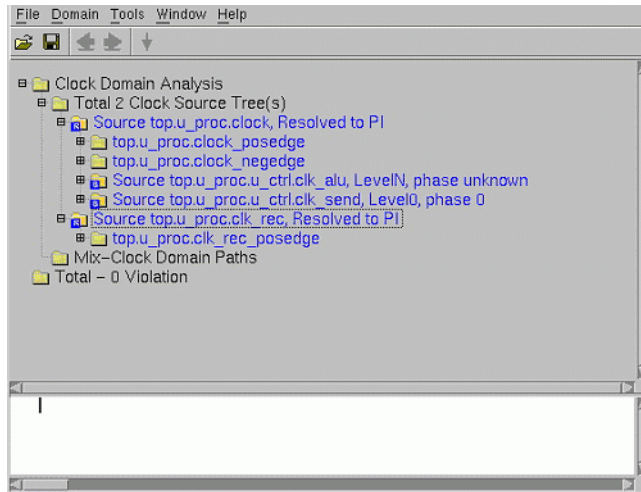 File Domain Tools Window Help
Clock Domain Analysis
Total 2 Clock Source Tree(s)
Source top.u_proc.clock, Resolved to PI
top.u_proc.clock_posedge
top.u_proc.clock_negedge
Source top.u_proc.u_ctrl.clk_alu, LevelN, phase unknown
Source top.u_proc.u_ctrl.clk_send, Level0, phase 0
Source top.u_proc.clk_rec, Resolved to PI
top.u_proc.clk_rec_posedge
Mix-Clock Domain Paths
Total - 0 Violation